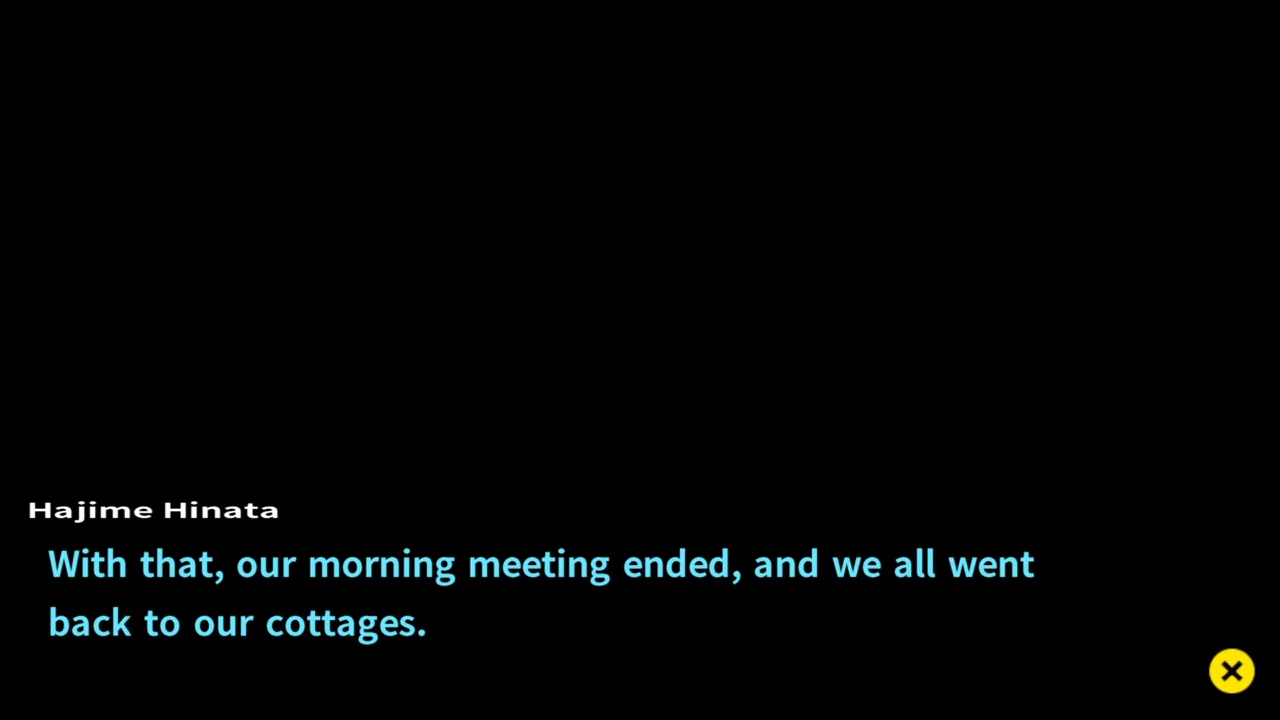 Hajime Hinata
With that, our morning meeting ended, and we all went
back to our cottages.